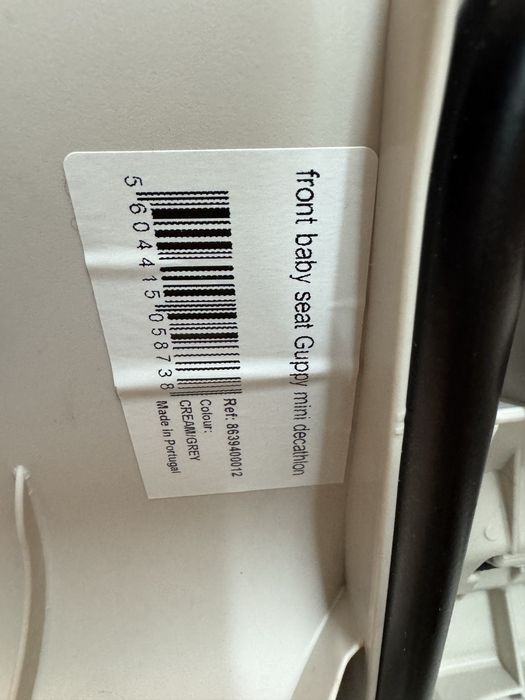 front baby seat Guppy mini decathlon
Ref: 8639400012
Colour:
CREAM/GREY
Made in Portugal
5 604415 058738